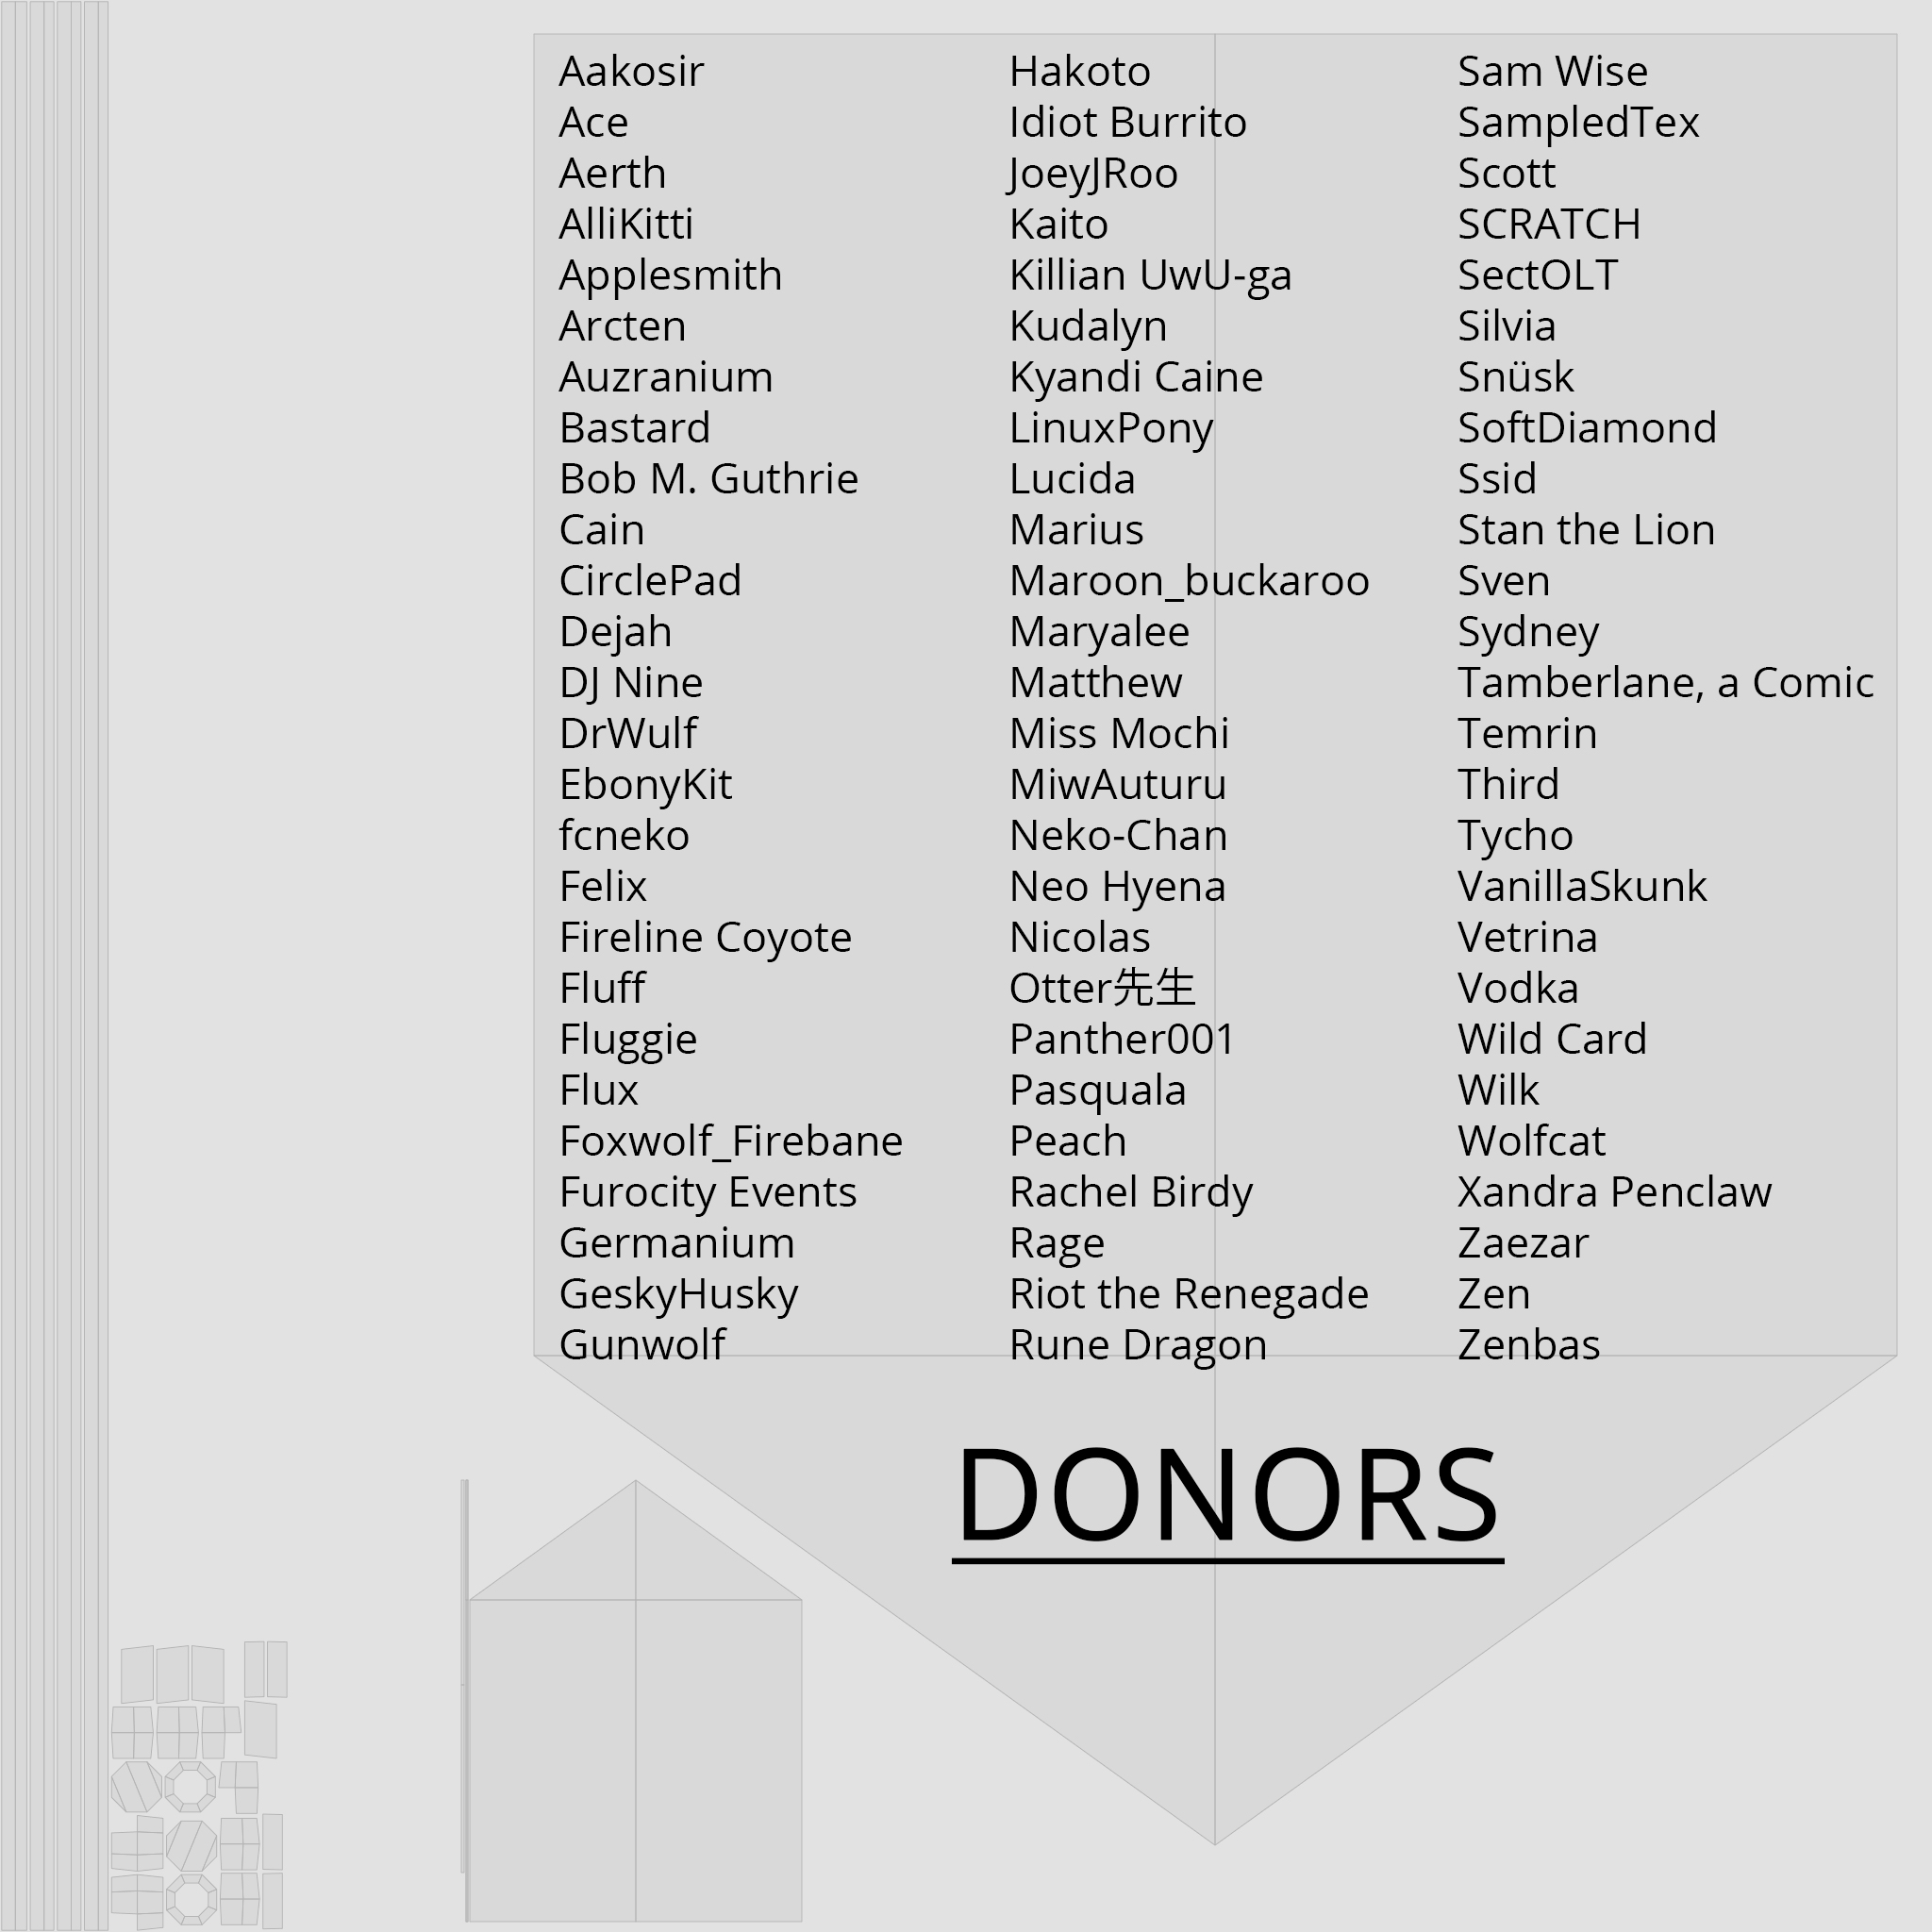 Aakosir
Ace
Aerth
AlliKitti
Applesmith
Arcten
Auzranium
Bastard
Bob M. Guthrie
Cain
CirclePad
Dejah
DJ Nine
DrWulf
EbonyKit
fcneko
Felix
Fireline Coyote
Fluff
Fluggie
Flux
Foxwolf_Firebane
Furocity Events
Germanium
GeskyHusky
Gunwolf
Hakoto
Idiot Burrito
JoeyJRoo
Kaito
Killian UwU-ga
Kudalyn
Kyandi Caine
LinuxPony
Lucida
Marius
Maroon_buckaroo
Maryalee
Matthew
Miss Mochi
MiwAuturu
Neko-Chan
Neo Hyena
Nicolas
Otter先生
Panther001
Pasquala
Peach
Rachel Birdy
Rage
Riot the Renegade
Rune Dragon
Sam Wise
SampledTex
Scott
SCRATCH
SectOLT
Silvia
Snüsk
SoftDiamond
Ssid
Stan the Lion
Sven
Sydney
Tamberlane, a Comic
Temrin
Third
Tycho
VanillaSkunk
Vetrina
Vodka
Wild Card
Wilk
Wolfcat
Xandra Penclaw
Zaezar
Zen
Zenbas
DONORS